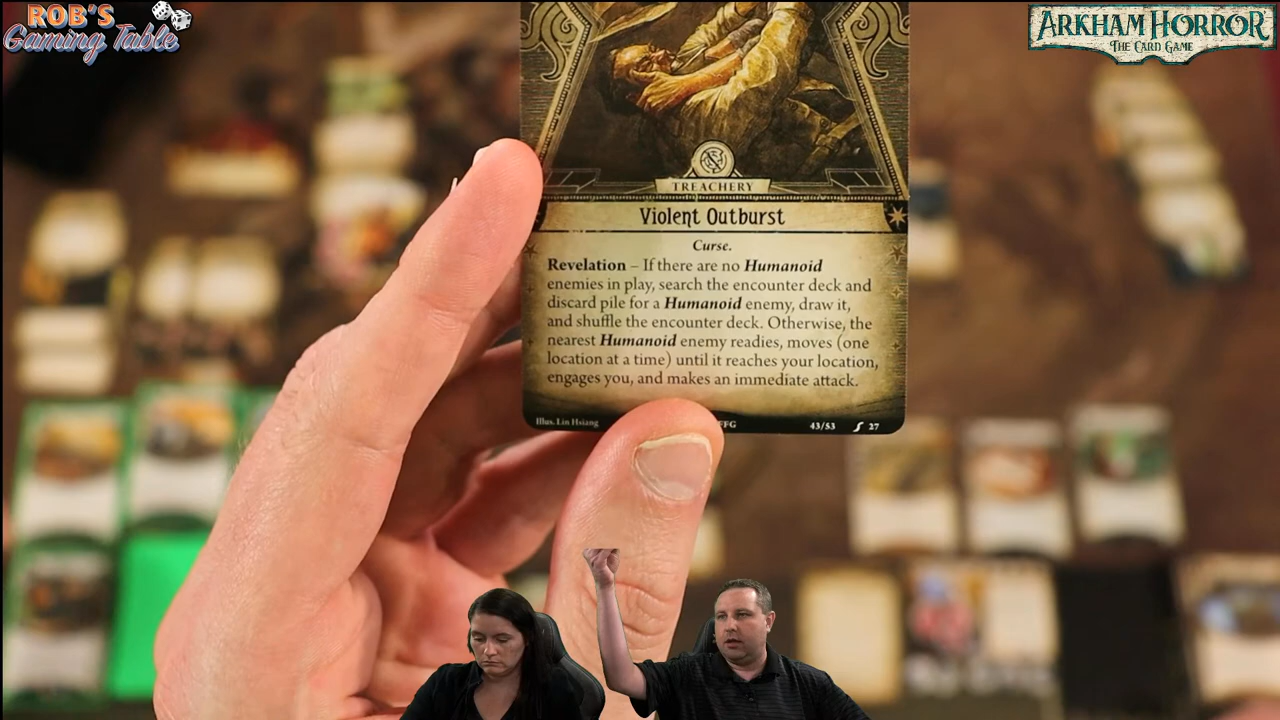 ROB'S
Gaming Table
ARKHAM HORROR
THE CARD GAME
TREACHERY
Violent Outburst
Curse.
Revelation – If there are no Humanoid
enemies in play, search the encounter deck and
discard pile for a Humanoid enemy, draw it,
and shuffle the encounter deck. Otherwise, the
nearest Humanoid enemy readies, moves (one
location at a time) until it reaches your location,
engages you, and makes an immediate attack.
Illus. Lin Hsiang
FFG
43/53
27